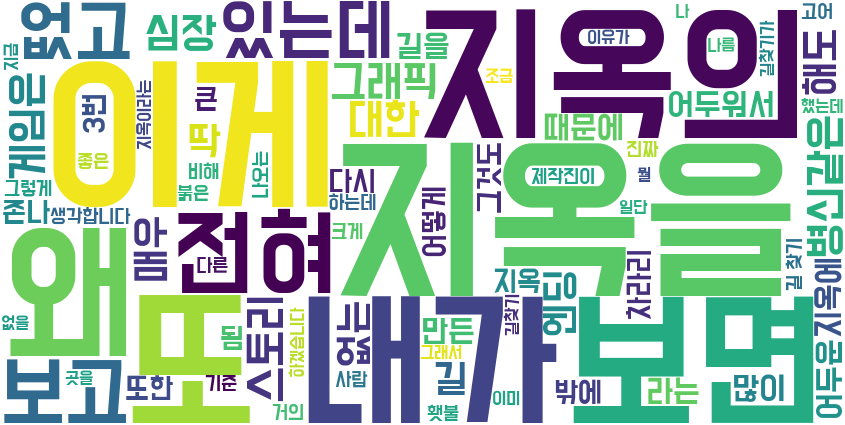 없고
심장
있는데
길을
그래픽
지옥의
이유가
나
나름
고어
길찾기가
해도
지금
게임은
이게
3번
지옥이라는
큰
딱
대한
조금
어두워서
때문에
했는데
좋은
비해
나오는
붉은
다시
하는데
그것도
진짜
제작진이
뭘
일단
지옥을
병신같은
그렇게
존나
생각합니다
매우
전혀
다른
크게
어떻게
왜
지옥
엔딩
차라리
길 찾기
지옥에
없을
또
됨
스토리
하겠습니다
없는
내가
만든
그래서
길찾기
보면
어두운
보고
곳을
또한
기준
거의
사람
횃불
길
이미
밖에
라는
많이